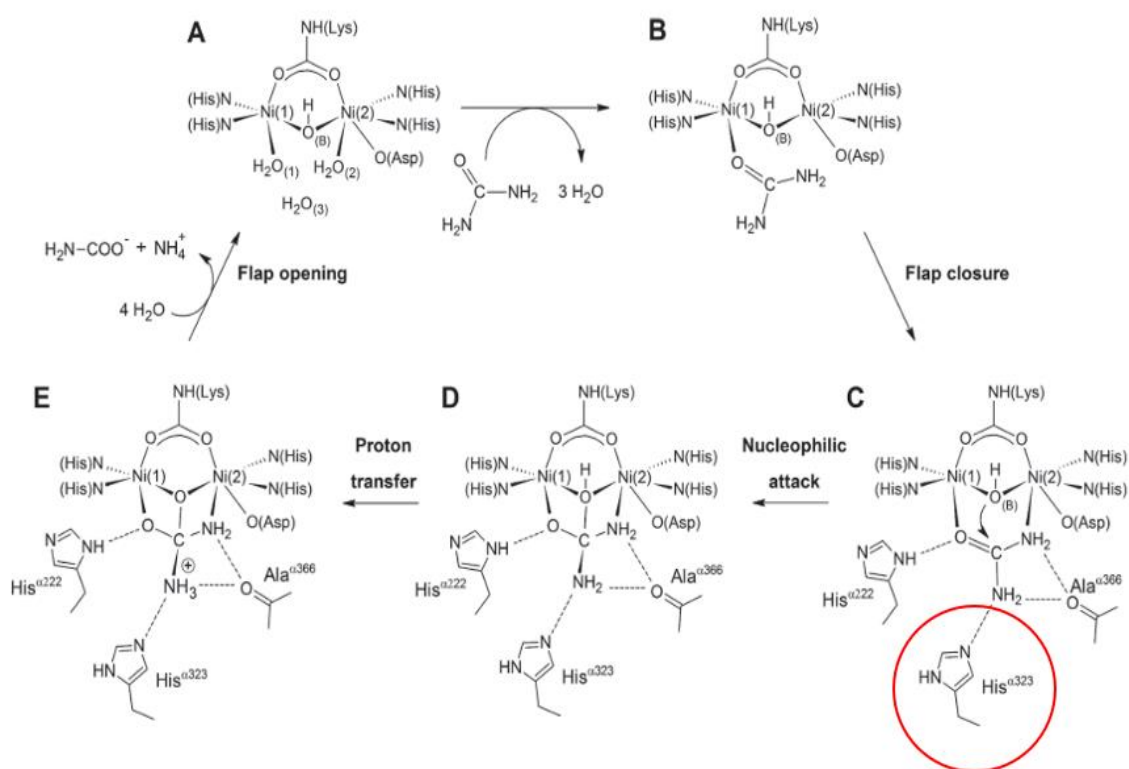 A
NH(Lys)
O O
(His)N Ni(1) H Ni(2) N(His)
(His)N O(B) N(His)
H₂O(1) H₂O(2) O(Asp)
H₂O(3)
O
C NH₂
H₂N
3 H₂O
B
NH(Lys)
O O
(His)N Ni(1) H Ni(2) N(His)
(His)N O(B) N(His)
O O(Asp)
C NH₂
H₂N
H₂N–COO⁻ + NH₄⁺
4 H₂O
Flap opening
Flap closure
E
NH(Lys)
O O
(His)N Ni(1) Ni(2) N(His)
(His)N O N(His)
O(Asp)
O C NH₂
⊕
NH₃
N NH
Hisα222
Alaα366
O
N
HN
Hisα323
Proton
transfer
D
NH(Lys)
O O
(His)N Ni(1) H Ni(2) N(His)
(His)N O N(His)
O(Asp)
O C NH₂
NH₂
N NH
Hisα222
Alaα366
O
N
HN
Hisα323
Nucleophilic
attack
C
NH(Lys)
O O
(His)N Ni(1) H Ni(2) N(His)
(His)N O(B) N(His)
O(Asp)
O C NH₂
NH₂
N NH
Hisα222
Alaα366
O
N
HN
Hisα323